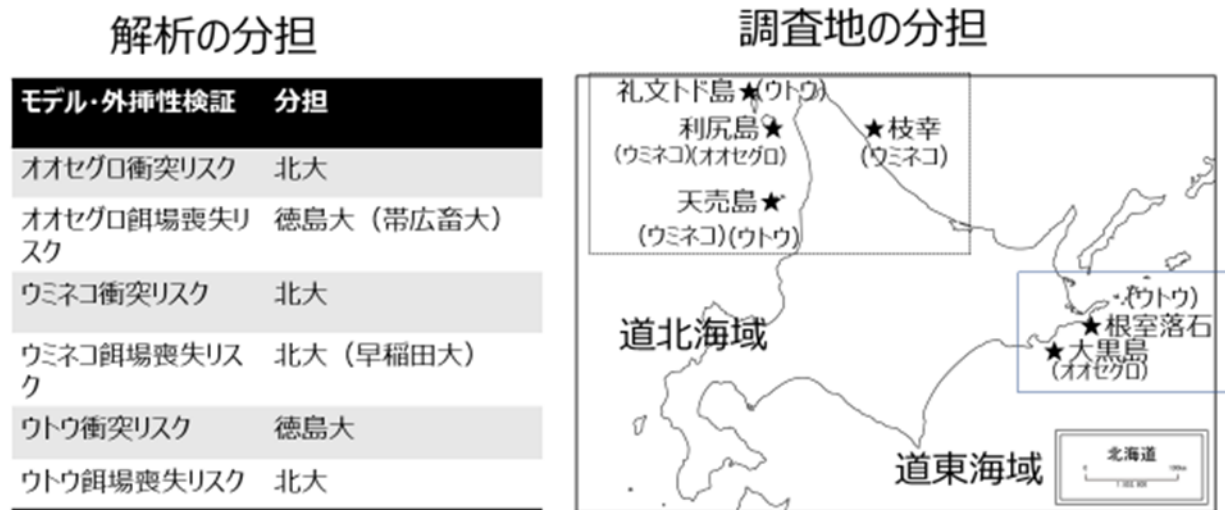 解析の分担
モデル・外挿性検証 分担
オオセグロ衝突リスク 北大
オオセグロ餌場喪失リ 徳島大（帯広畜大）
スク
ウミネコ衝突リスク 北大
ウミネコ餌場喪失リス 北大（早稲田大）
ク
ウトウ衝突リスク 徳島大
ウトウ餌場喪失リスク 北大
調査地の分担
礼文トド島★(ウトウ)
利尻島★
(ウミネコ)(オオセグロ)
★枝幸
(ウミネコ)
天売島★
(ウミネコ)(ウトウ)
道北海域
(ウトウ)
★根室落石
★大黒島
(オオセグロ)
道東海域
北海道